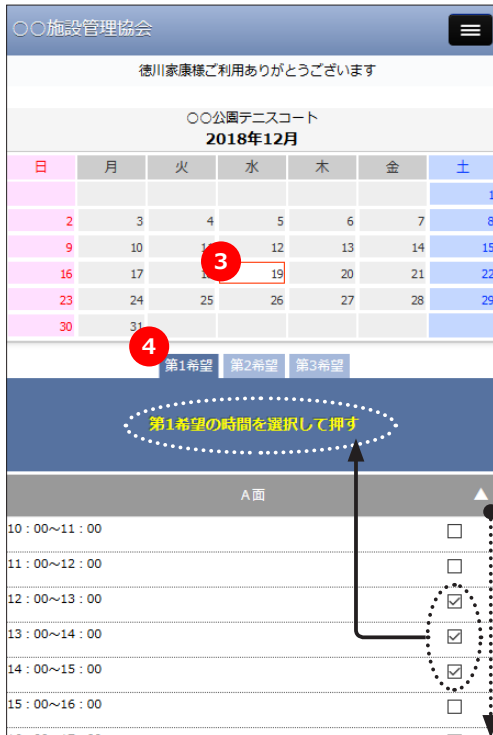 ○○施設管理協会
徳川家康様ご利用ありがとうございます
○○公園テニスコート
2018年12月
日 月 火 水 木 金 土
1
2 3 4 5 6 7 8
9 10 12 13 14 15
3
16 17 19 20 21 22
23 24 25 26 27 28 29
30 31
4
第1希望 第2希望 第3希望
第1希望の時間を選択して押す
A面 ▲
10:00～11:00
11:00～12:00
12:00～13:00
13:00～14:00
14:00～15:00
15:00～16:00